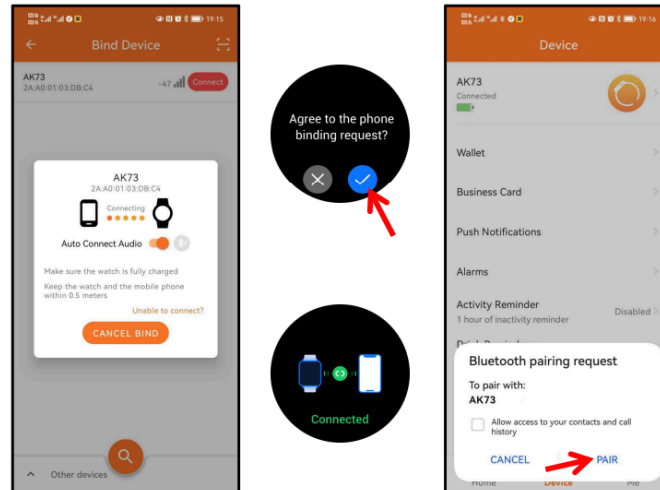 19:15
Bind Device
AK73
2A:A0:01:03:DB:C4
-47
Connect
AK73
2A:A0:01:03:DB:C4
Connecting
Auto Connect Audio
Make sure the watch is fully charged
Keep the watch and the mobile phone
within 0.5 meters
Unable to connect?
CANCEL BIND
Other devices
Agree to the phone
binding request?
Connected
19:16
Device
AK73
Connected
Wallet
Business Card
Push Notifications
Alarms
Activity Reminder
1 hour of inactivity reminder
Disabled
Bluetooth pairing request
To pair with:
AK73
Allow access to your contacts and call
history
CANCEL
PAIR
Home
Device
Me